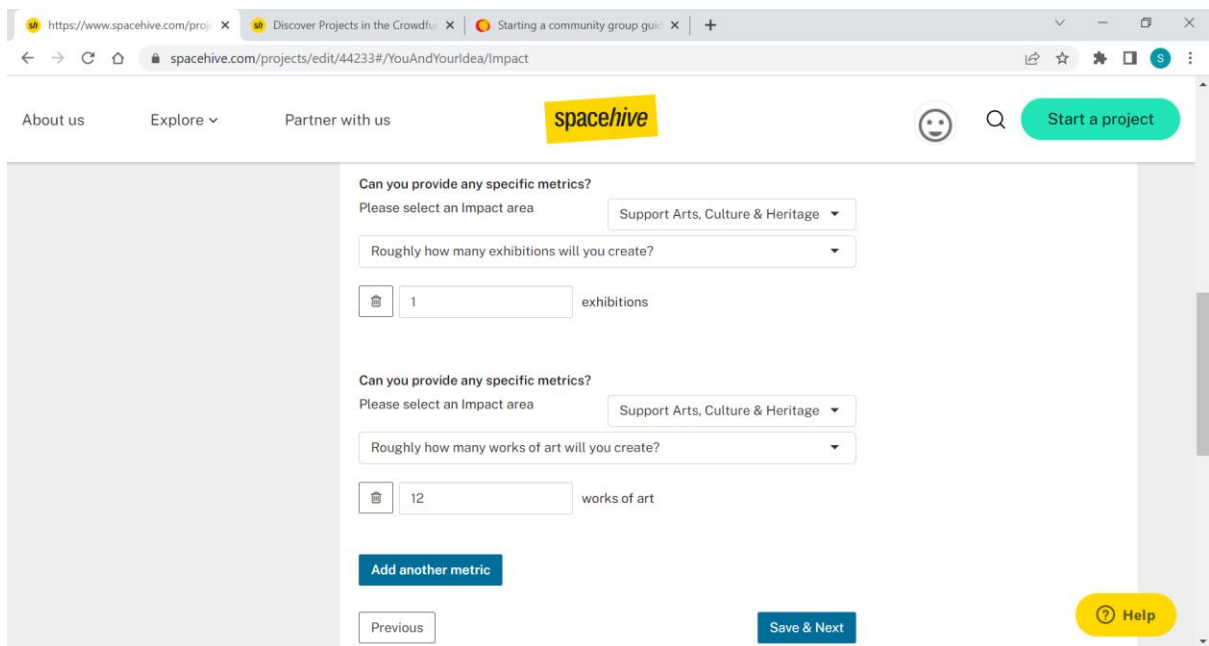 sh https://www.spacehive.com/proj
sh Discover Projects in the Crowdfu
Starting a community group guid
spacehive.com/projects/edit/44233#/YouAndYourIdea/Impact
S
About us
Explore
Partner with us
spacehive
Start a project
Can you provide any specific metrics?
Please select an Impact area
Support Arts, Culture & Heritage
Roughly how many exhibitions will you create?
1 exhibitions
Can you provide any specific metrics?
Please select an Impact area
Support Arts, Culture & Heritage
Roughly how many works of art will you create?
12 works of art
Add another metric
Previous
Save & Next
? Help